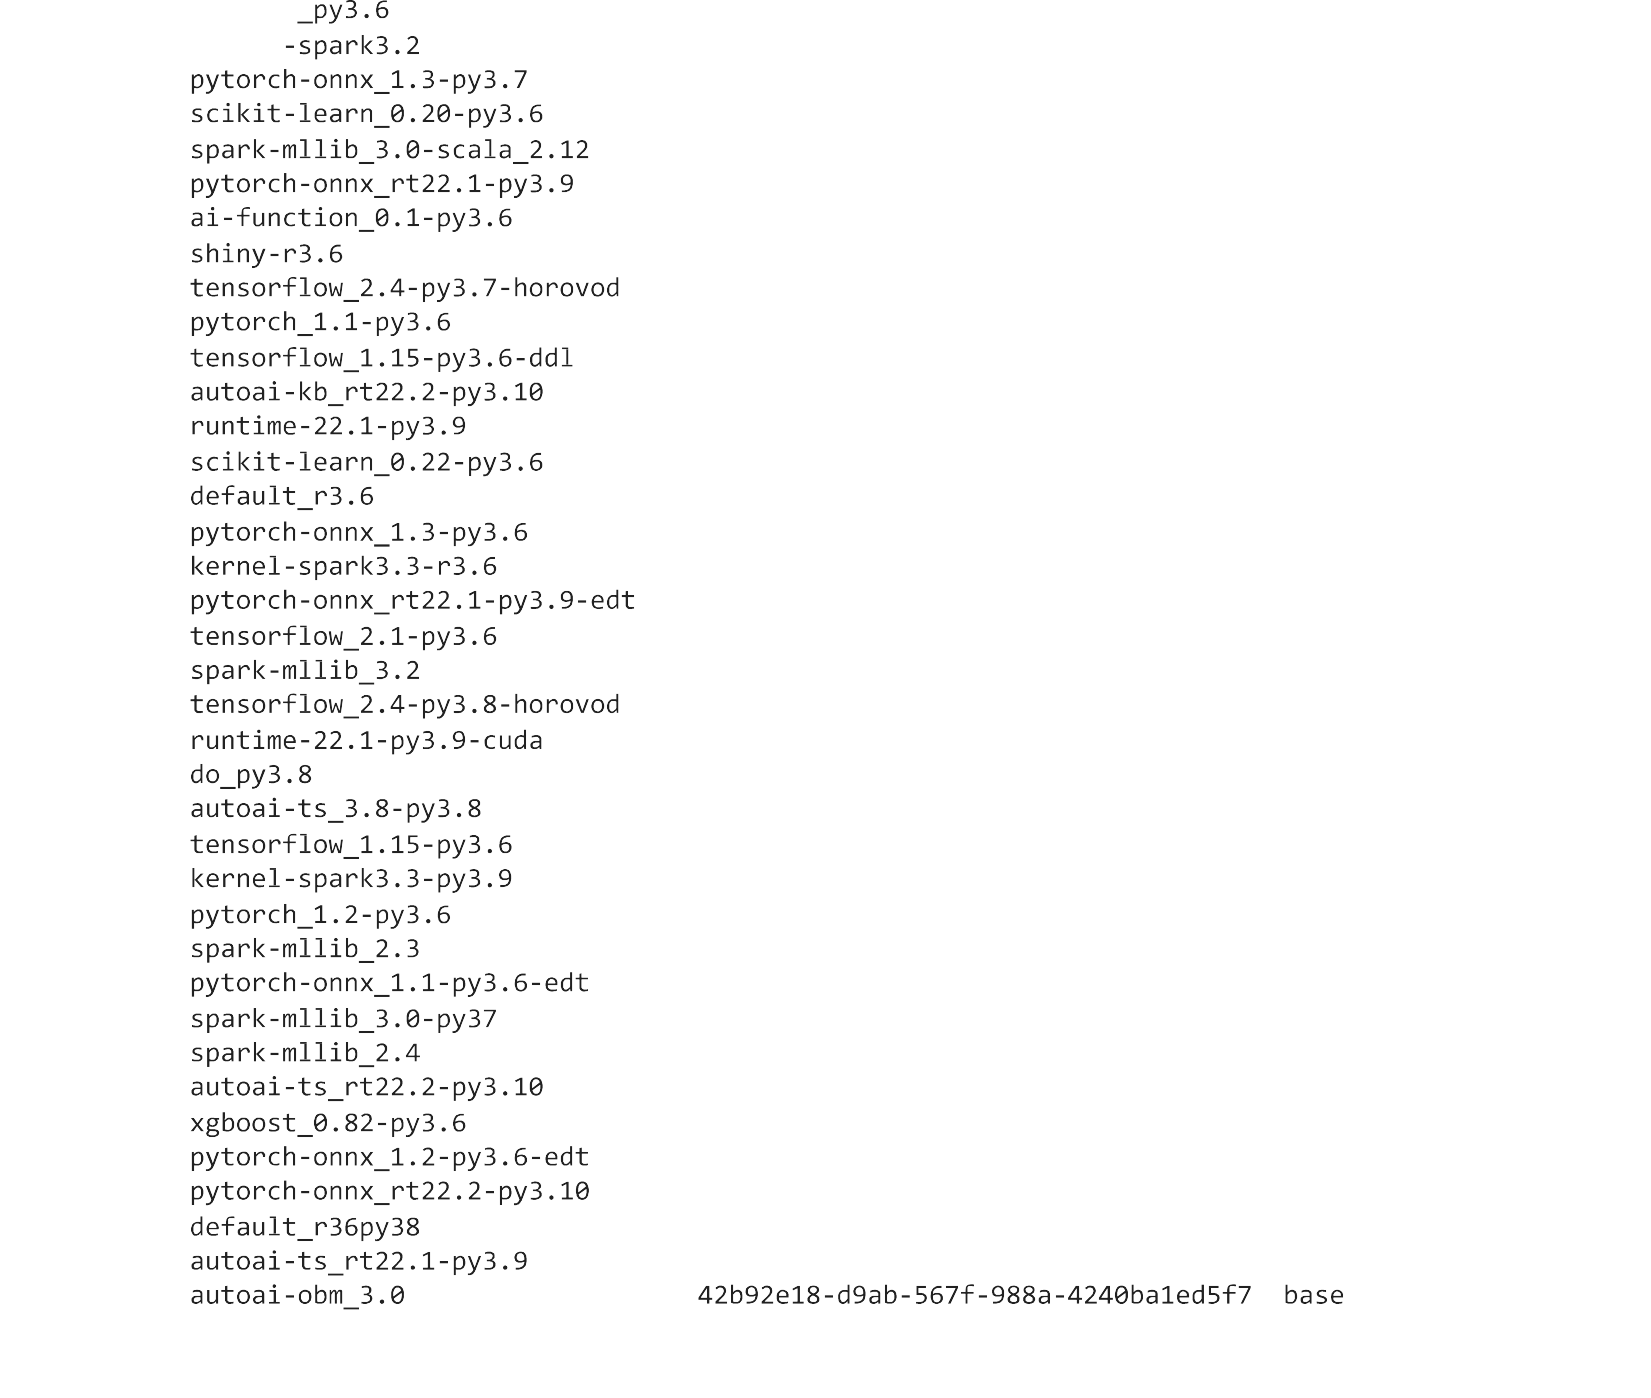 _py3.6
-spark3.2
pytorch-onnx_1.3-py3.7
scikit-learn_0.20-py3.6
spark-mllib_3.0-scala_2.12
pytorch-onnx_rt22.1-py3.9
ai-function_0.1-py3.6
shiny-r3.6
tensorflow_2.4-py3.7-horovod
pytorch_1.1-py3.6
tensorflow_1.15-py3.6-ddl
autoai-kb_rt22.2-py3.10
runtime-22.1-py3.9
scikit-learn_0.22-py3.6
default_r3.6
pytorch-onnx_1.3-py3.6
kernel-spark3.3-r3.6
pytorch-onnx_rt22.1-py3.9-edt
tensorflow_2.1-py3.6
spark-mllib_3.2
tensorflow_2.4-py3.8-horovod
runtime-22.1-py3.9-cuda
do_py3.8
autoai-ts_3.8-py3.8
tensorflow_1.15-py3.6
kernel-spark3.3-py3.9
pytorch_1.2-py3.6
spark-mllib_2.3
pytorch-onnx_1.1-py3.6-edt
spark-mllib_3.0-py37
spark-mllib_2.4
autoai-ts_rt22.2-py3.10
xgboost_0.82-py3.6
pytorch-onnx_1.2-py3.6-edt
pytorch-onnx_rt22.2-py3.10
default_r36py38
autoai-ts_rt22.1-py3.9
autoai-obm_3.0 42b92e18-d9ab-567f-988a-4240ba1ed5f7 base